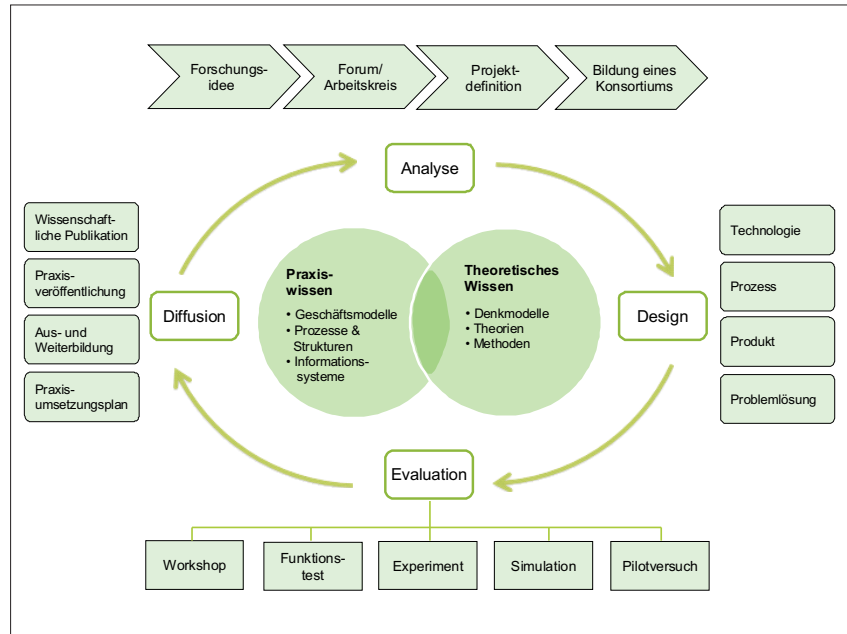 Forschungs-
idee
Forum/
Arbeitskreis
Projekt-
definition
Bildung eines
Konsortiums
Analyse
Wissenschaft-
liche Publikation
Praxis-
veröffentlichung
Aus- und
Weiterbildung
Praxis-
umsetzungsplan
Diffusion
Praxis-
wissen
• Geschäftsmodelle
• Prozesse &
Strukturen
• Informations-
systeme
Theoretisches
Wissen
• Denkmodelle
• Theorien
• Methoden
Design
Technologie
Prozess
Produkt
Problemlösung
Evaluation
Workshop
Funktions-
test
Experiment
Simulation
Pilotversuch